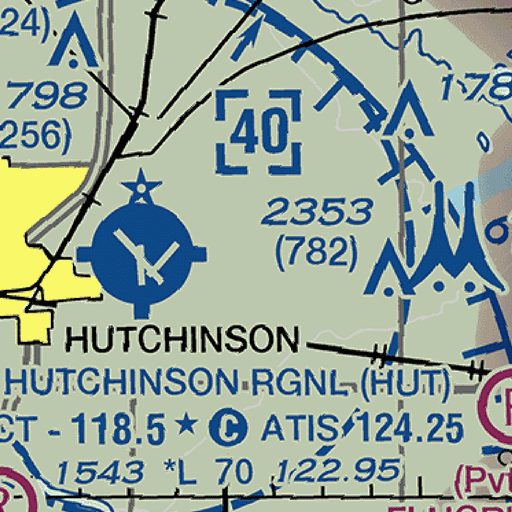 24)
798
256)
178
40
2353
(782)
HUTCHINSON
HUTCHINSON RGNL (HUT)
CT - 118.5 ★ C ATIS 124.25
1543 *L 70 122.95
R
(Pvt